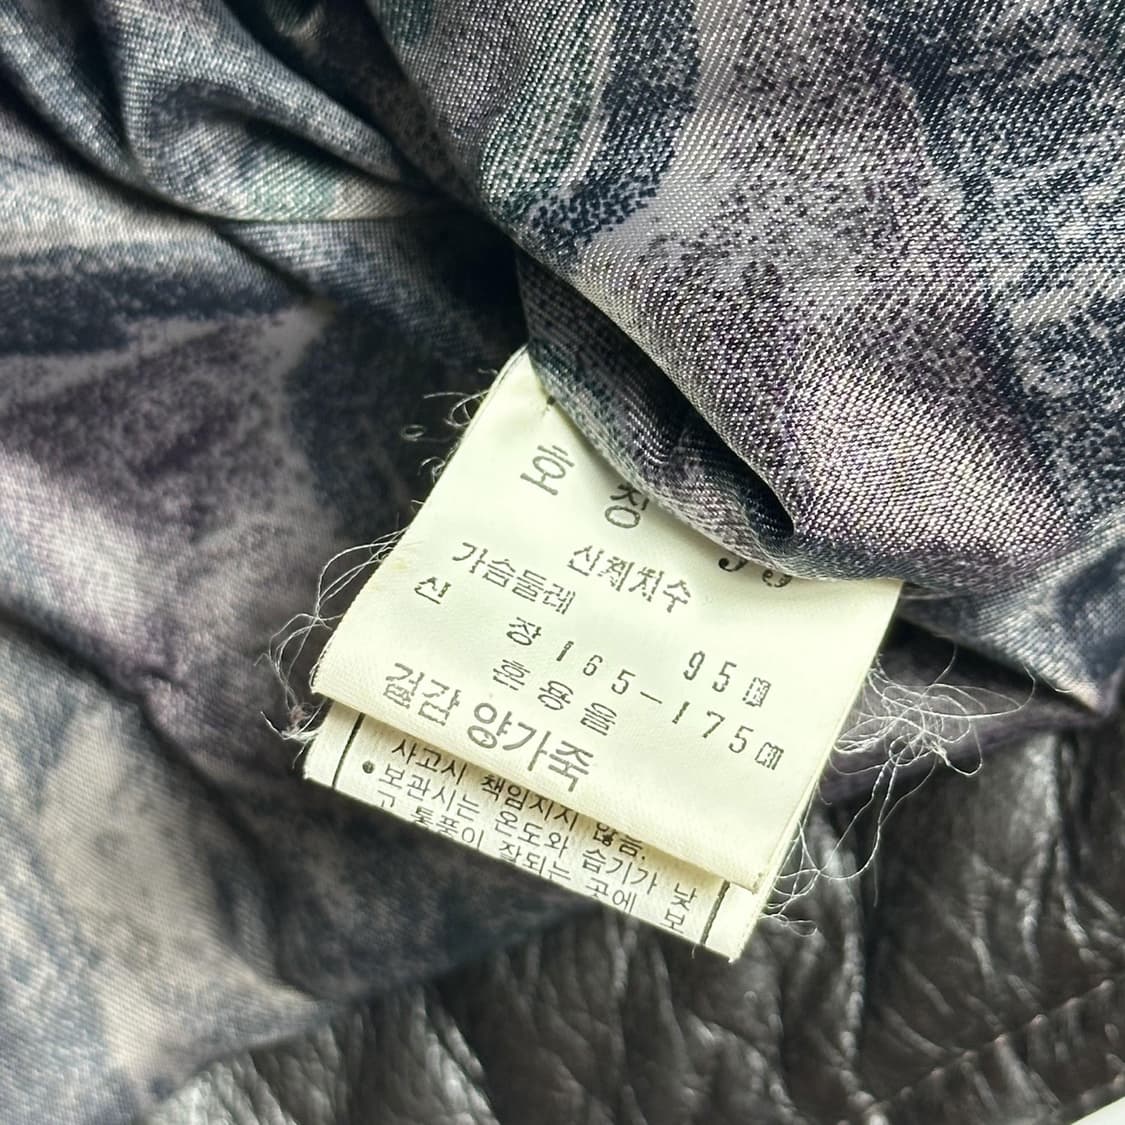 호 칭 95
신체치수
가슴둘레 95㎝
신 장 165-175㎝
혼용율
겉감 양가죽
사고시 책임지지 않음.
• 보관시는 온도와 습기가 낮
고 통풍이 잘되는 곳에